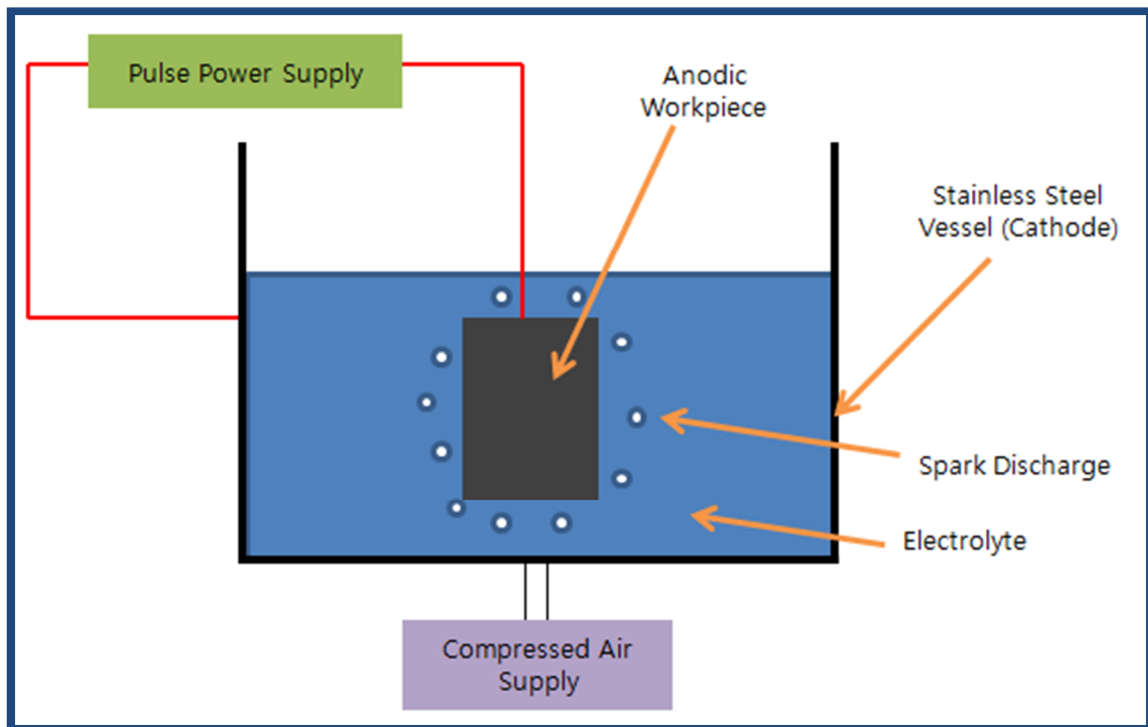 Pulse Power Supply
Anodic
Workpiece
Stainless Steel
Vessel (Cathode)
Spark Discharge
Electrolyte
Compressed Air
Supply